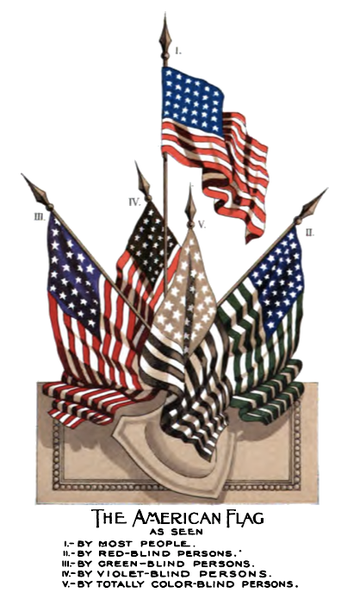 I.
IV.
III.
V.
II.
THE AMERICAN FLAG
AS SEEN
I.- BY MOST PEOPLE.
II.- BY RED-BLIND PERSONS.
III.- BY GREEN-BLIND PERSONS.
IV.- BY VIOLET-BLIND PERSONS.
V.- BY TOTALLY COLOR-BLIND PERSONS.